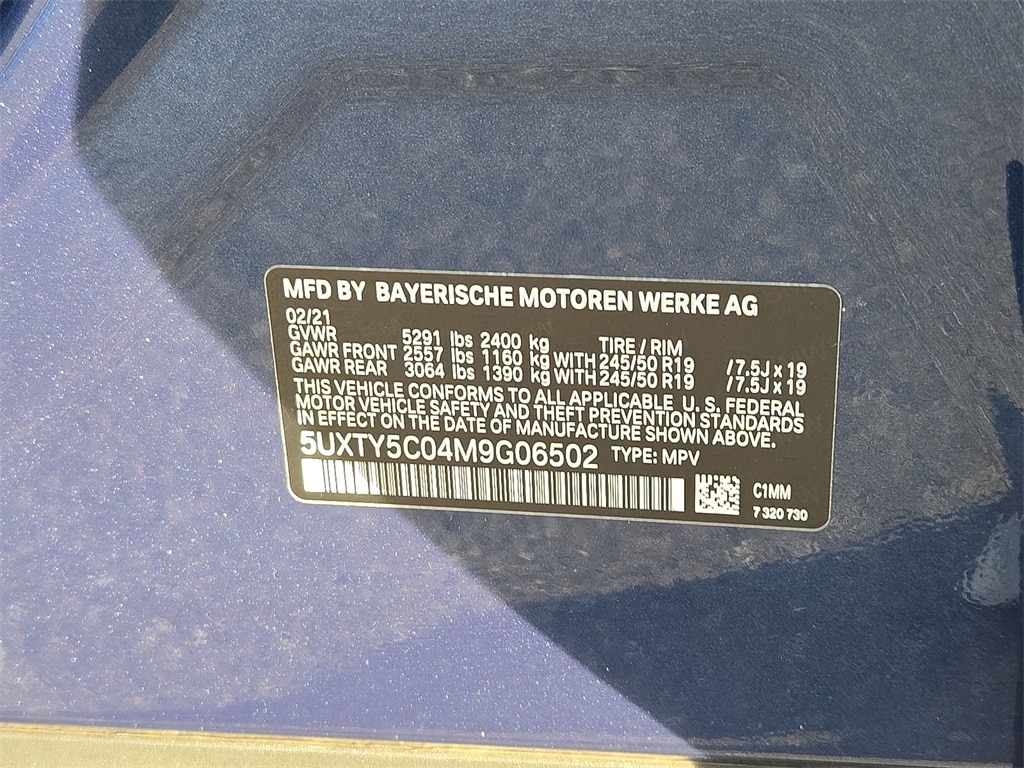 MFD BY BAYERISCHE MOTOREN WERKE AG
02/21
GVWR 5291 lbs 2400 kg TIRE / RIM
GAWR FRONT 2557 lbs 1160 kg WITH 245/50 R19 /7.5J x 19
GAWR REAR 3064 lbs 1390 kg WITH 245/50 R19 /7.5J x 19
THIS VEHICLE CONFORMS TO ALL APPLICABLE U. S. FEDERAL
MOTOR VEHICLE SAFETY AND THEFT PREVENTION STANDARDS
IN EFFECT ON THE DATE OF MANUFACTURE SHOWN ABOVE.
5UXTY5C04M9G06502 TYPE: MPV
C1MM
7 320 730